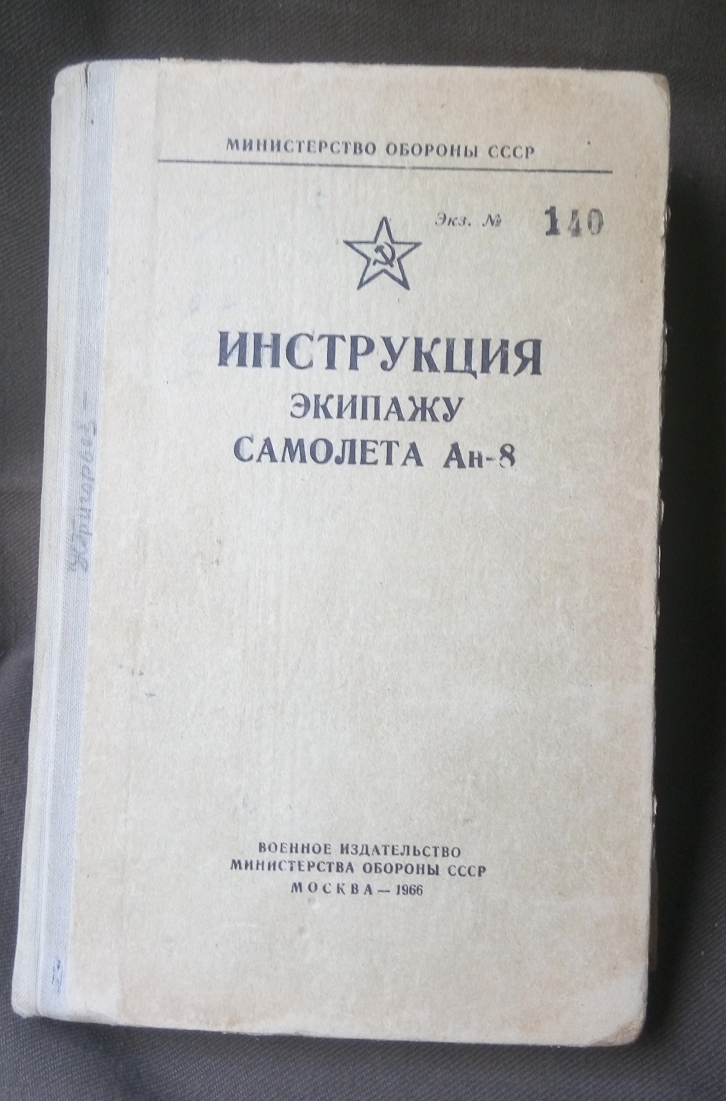 МИНИСТЕРСТВО ОБОРОНЫ СССР
Экз. № 140
ИНСТРУКЦИЯ
ЭКИПАЖУ
САМОЛЕТА Ан-8
ВОЕННОЕ ИЗДАТЕЛЬСТВО
МИНИСТЕРСТВА ОБОРОНЫ СССР
МОСКВА — 1966